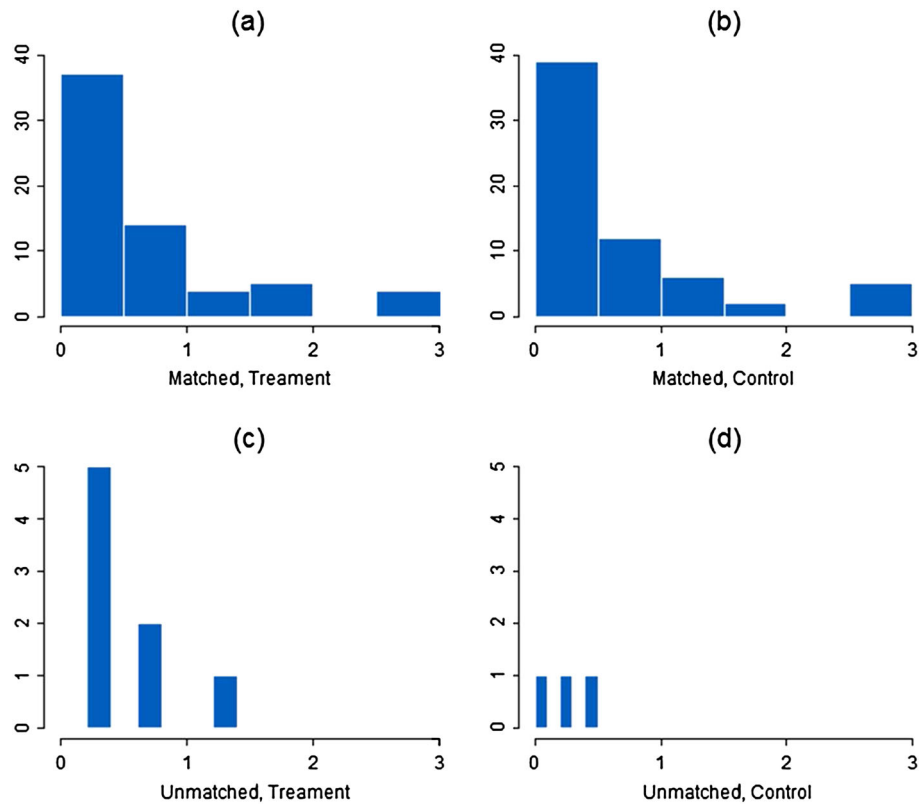 (a)
40
30
20
10
0
0 1 2 3
Matched, Treament
(b)
40
30
20
10
0
0 1 2 3
Matched, Control
(c)
5
4
3
2
1
0
0 1 2 3
Unmatched, Treament
(d)
5
4
3
2
1
0
0 1 2 3
Unmatched, Control